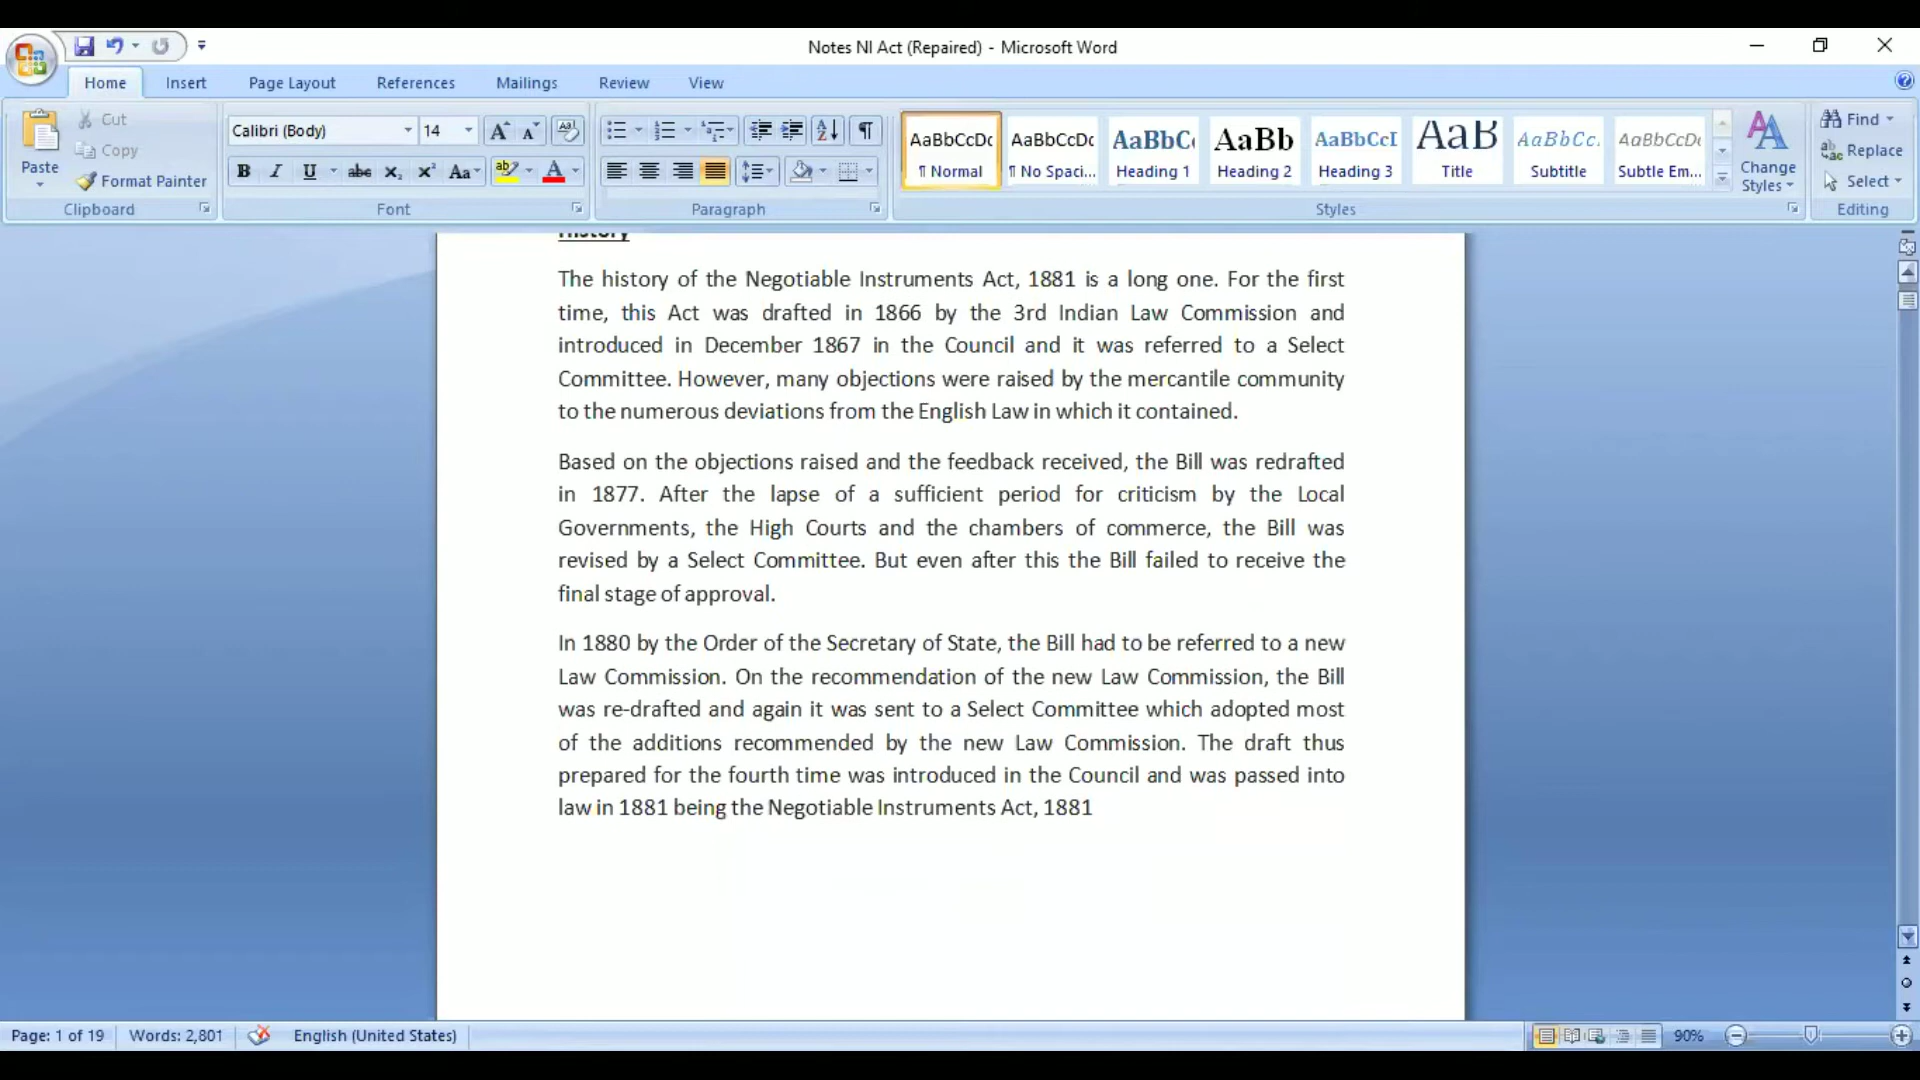 Notes NI Act (Repaired) - Microsoft Word
Home Insert Page Layout References Mailings Review View
Paste
Cut
Copy
Format Painter
Clipboard
Calibri (Body) 14
B I U abc X₂ X² Aa A
Font
Paragraph
AaBbCcDc AaBbCcDc AaBbC AaBb AaBbCcI AaB AaBbCc. AaBbCcDc
¶ Normal ¶ No Spaci... Heading 1 Heading 2 Heading 3 Title Subtitle Subtle Em...
Change Styles
Styles
Find
Replace
Select
Editing
History
The history of the Negotiable Instruments Act, 1881 is a long one. For the first
time, this Act was drafted in 1866 by the 3rd Indian Law Commission and
introduced in December 1867 in the Council and it was referred to a Select
Committee. However, many objections were raised by the mercantile community
to the numerous deviations from the English Law in which it contained.
Based on the objections raised and the feedback received, the Bill was redrafted
in 1877. After the lapse of a sufficient period for criticism by the Local
Governments, the High Courts and the chambers of commerce, the Bill was
revised by a Select Committee. But even after this the Bill failed to receive the
final stage of approval.
In 1880 by the Order of the Secretary of State, the Bill had to be referred to a new
Law Commission. On the recommendation of the new Law Commission, the Bill
was re-drafted and again it was sent to a Select Committee which adopted most
of the additions recommended by the new Law Commission. The draft thus
prepared for the fourth time was introduced in the Council and was passed into
law in 1881 being the Negotiable Instruments Act, 1881
Page: 1 of 19 Words: 2,801 English (United States) 90%